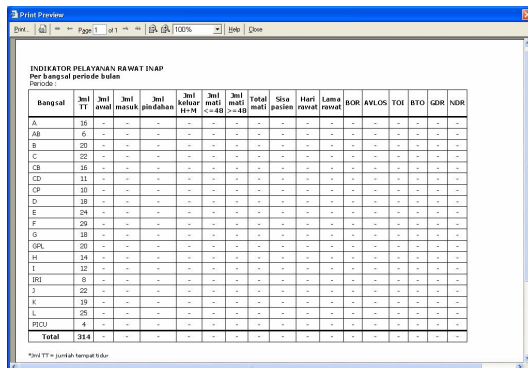 Print Preview
Print... Page 1 of 1 100% Help Close
INDIKATOR PELAYANAN RAWAT INAP
Per bangsal periode bulan
Periode :
Bangsal Jml TT Jml awal Jml masuk Jml pindahan Jml keluar H+M Jml mati <=48 Jml mati >=48 Total mati Sisa pasien Hari rawat Lama rawat BOR AVLOS TOI BTO GDR NDR
A 16 - - - - - - - - - - - - - - - -
AB 6 - - - - - - - - - - - - - - - -
B 20 - - - - - - - - - - - - - - - -
C 22 - - - - - - - - - - - - - - - -
CB 16 - - - - - - - - - - - - - - - -
CD 11 - - - - - - - - - - - - - - - -
CP 10 - - - - - - - - - - - - - - - -
D 18 - - - - - - - - - - - - - - - -
E 24 - - - - - - - - - - - - - - - -
F 29 - - - - - - - - - - - - - - - -
G 18 - - - - - - - - - - - - - - - -
GPL 20 - - - - - - - - - - - - - - - -
H 14 - - - - - - - - - - - - - - - -
I 12 - - - - - - - - - - - - - - - -
IRI 8 - - - - - - - - - - - - - - - -
J 22 - - - - - - - - - - - - - - - -
K 19 - - - - - - - - - - - - - - - -
L 25 - - - - - - - - - - - - - - - -
PICU 4 - - - - - - - - - - - - - - - -
Total 314 - - - - - - - - - - - - - - - -
*Jml TT = jumlah tempat tidur